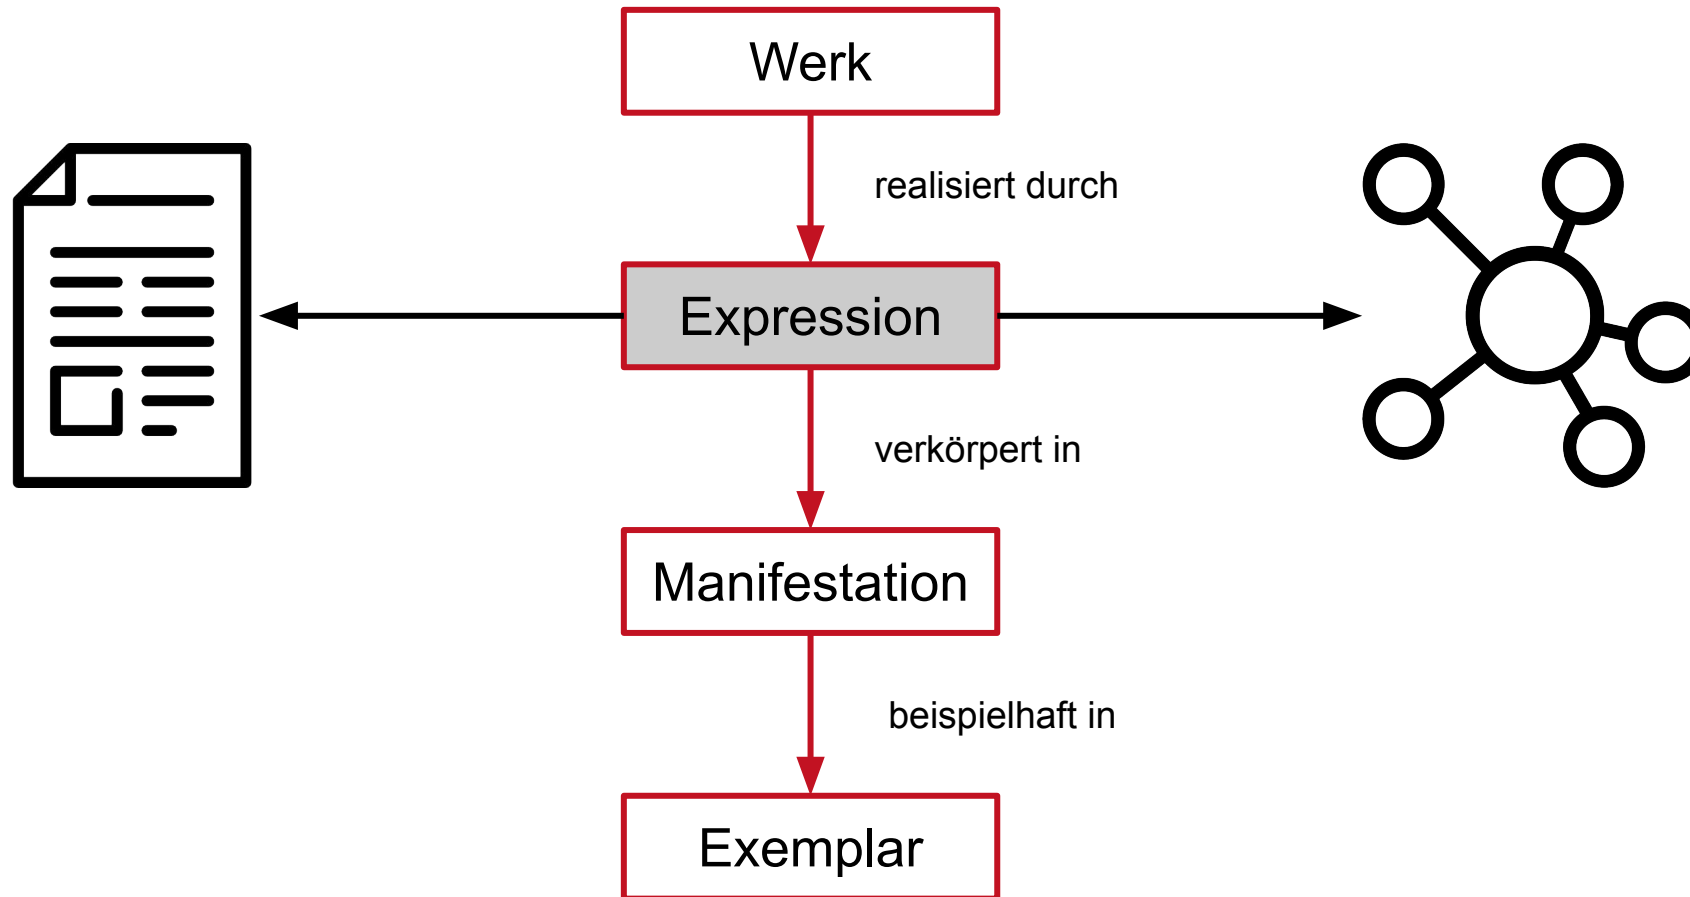 Werk
realisiert durch
Expression
verkörpert in
Manifestation
beispielhaft in
Exemplar